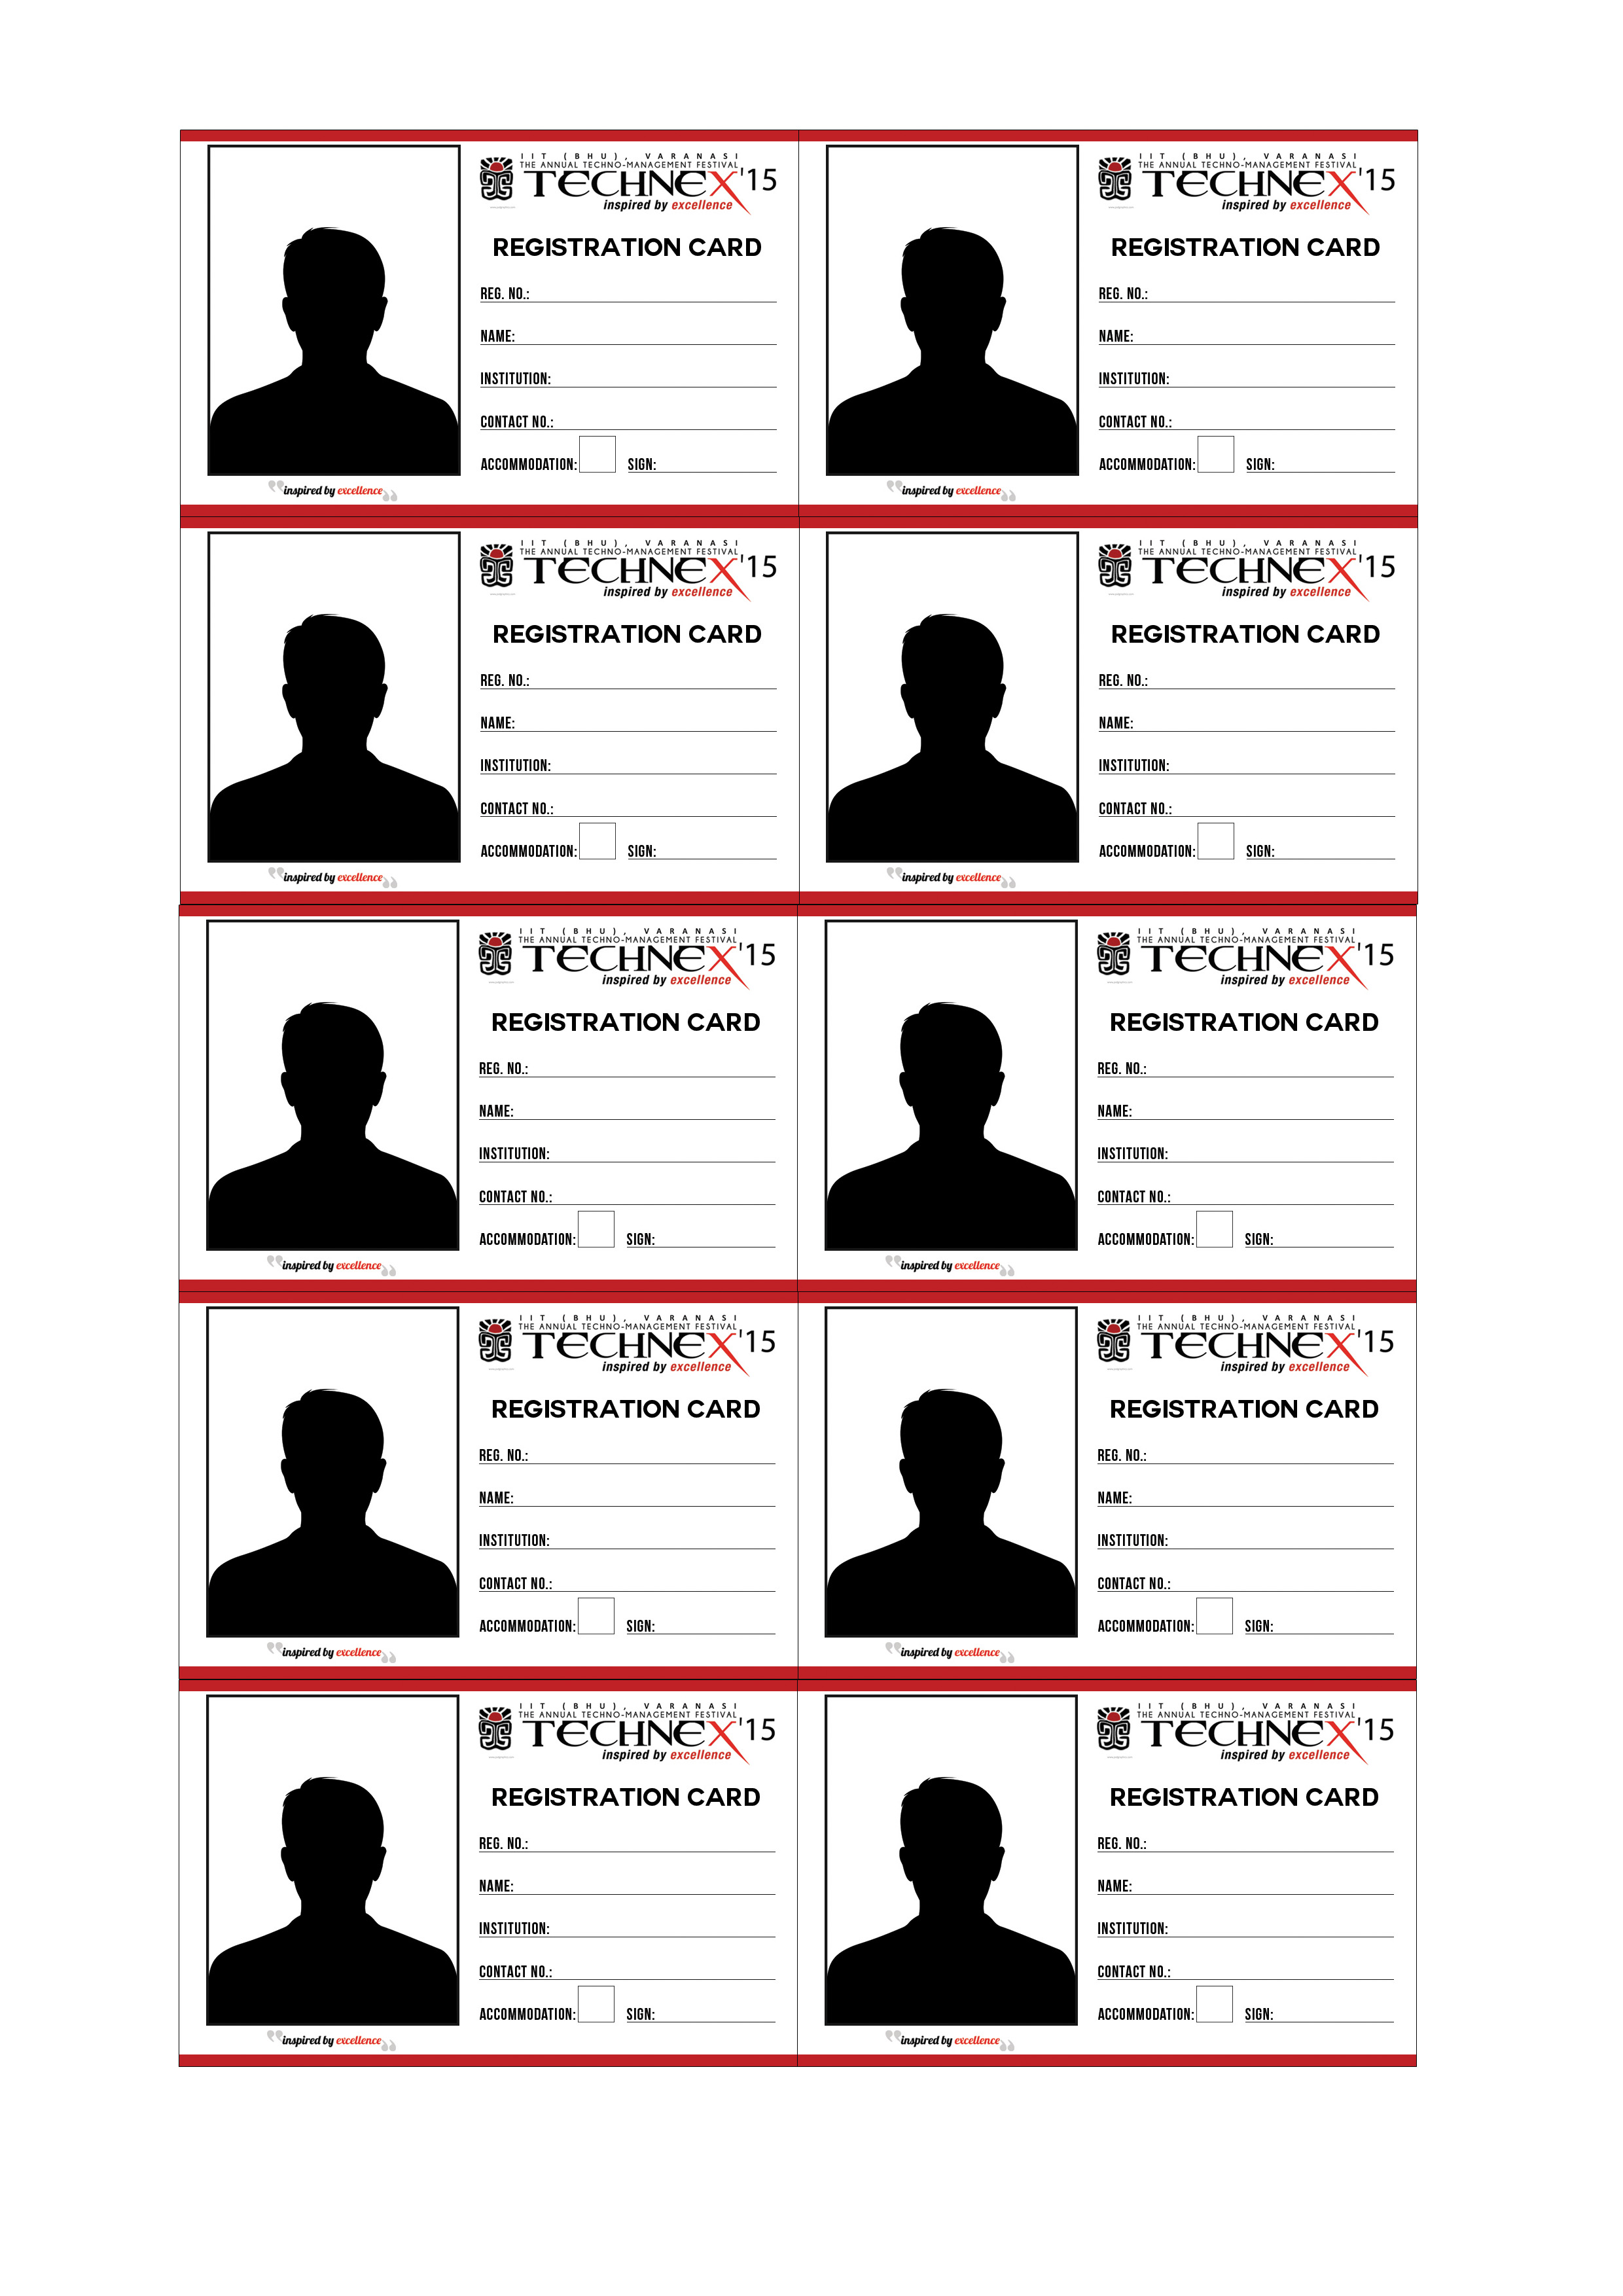 IIT (BHU), VARANASI
THE ANNUAL TECHNO-MANAGEMENT FESTIVAL
TECHNEX'15
inspired by excellence
REGISTRATION CARD
REG. NO.:
NAME:
INSTITUTION:
CONTACT NO.:
ACCOMMODATION: SIGN:
"inspired by excellence"
IIT (BHU), VARANASI
THE ANNUAL TECHNO-MANAGEMENT FESTIVAL
TECHNEX'15
inspired by excellence
REGISTRATION CARD
REG. NO.:
NAME:
INSTITUTION:
CONTACT NO.:
ACCOMMODATION: SIGN:
"inspired by excellence"
IIT (BHU), VARANASI
THE ANNUAL TECHNO-MANAGEMENT FESTIVAL
TECHNEX'15
inspired by excellence
REGISTRATION CARD
REG. NO.:
NAME:
INSTITUTION:
CONTACT NO.:
ACCOMMODATION: SIGN:
"inspired by excellence"
IIT (BHU), VARANASI
THE ANNUAL TECHNO-MANAGEMENT FESTIVAL
TECHNEX'15
inspired by excellence
REGISTRATION CARD
REG. NO.:
NAME:
INSTITUTION:
CONTACT NO.:
ACCOMMODATION: SIGN:
"inspired by excellence"
IIT (BHU), VARANASI
THE ANNUAL TECHNO-MANAGEMENT FESTIVAL
TECHNEX'15
inspired by excellence
REGISTRATION CARD
REG. NO.:
NAME:
INSTITUTION:
CONTACT NO.:
ACCOMMODATION: SIGN:
"inspired by excellence"
IIT (BHU), VARANASI
THE ANNUAL TECHNO-MANAGEMENT FESTIVAL
TECHNEX'15
inspired by excellence
REGISTRATION CARD
REG. NO.:
NAME:
INSTITUTION:
CONTACT NO.:
ACCOMMODATION: SIGN:
"inspired by excellence"
IIT (BHU), VARANASI
THE ANNUAL TECHNO-MANAGEMENT FESTIVAL
TECHNEX'15
inspired by excellence
REGISTRATION CARD
REG. NO.:
NAME:
INSTITUTION:
CONTACT NO.:
ACCOMMODATION: SIGN:
"inspired by excellence"
IIT (BHU), VARANASI
THE ANNUAL TECHNO-MANAGEMENT FESTIVAL
TECHNEX'15
inspired by excellence
REGISTRATION CARD
REG. NO.:
NAME:
INSTITUTION:
CONTACT NO.:
ACCOMMODATION: SIGN:
"inspired by excellence"
IIT (BHU), VARANASI
THE ANNUAL TECHNO-MANAGEMENT FESTIVAL
TECHNEX'15
inspired by excellence
REGISTRATION CARD
REG. NO.:
NAME:
INSTITUTION:
CONTACT NO.:
ACCOMMODATION: SIGN:
"inspired by excellence"
IIT (BHU), VARANASI
THE ANNUAL TECHNO-MANAGEMENT FESTIVAL
TECHNEX'15
inspired by excellence
REGISTRATION CARD
REG. NO.:
NAME:
INSTITUTION:
CONTACT NO.:
ACCOMMODATION: SIGN:
"inspired by excellence"